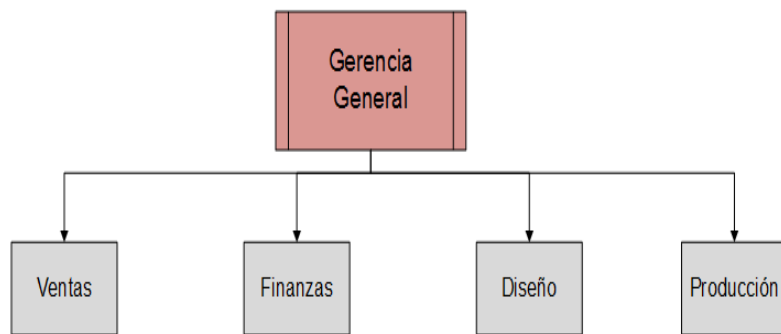 Gerencia
General
Ventas
Finanzas
Diseño
Producción